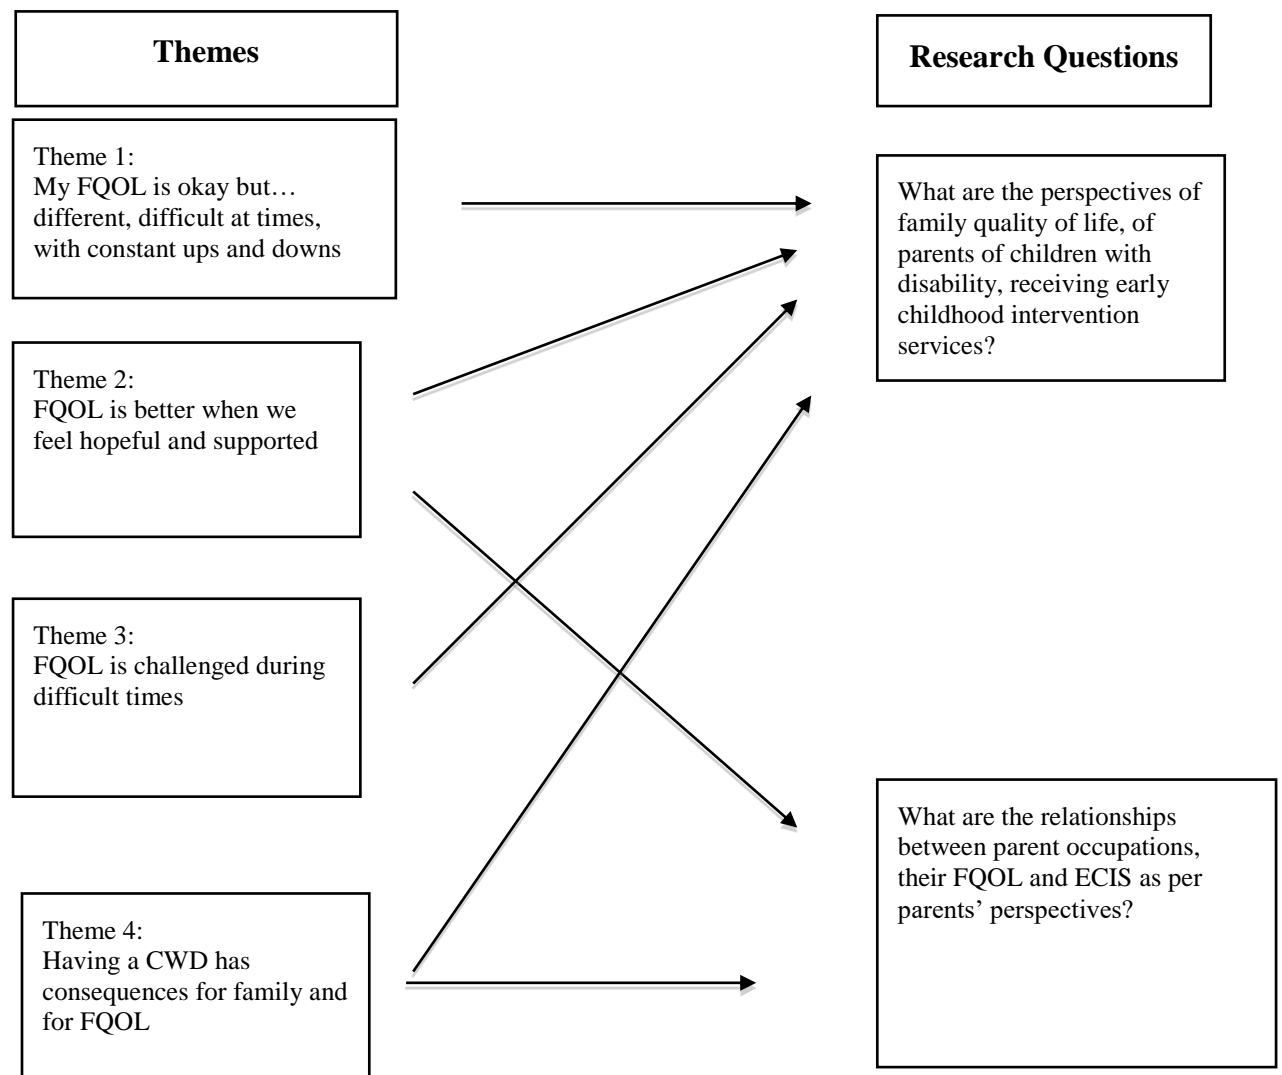 Themes
Theme 1:
My FQOL is okay but…
different, difficult at times,
with constant ups and downs
Theme 2:
FQOL is better when we
feel hopeful and supported
Theme 3:
FQOL is challenged during
difficult times
Theme 4:
Having a CWD has
consequences for family and
for FQOL
Research Questions
What are the perspectives of
family quality of life, of
parents of children with
disability, receiving early
childhood intervention
services?
What are the relationships
between parent occupations,
their FQOL and ECIS as per
parents’ perspectives?